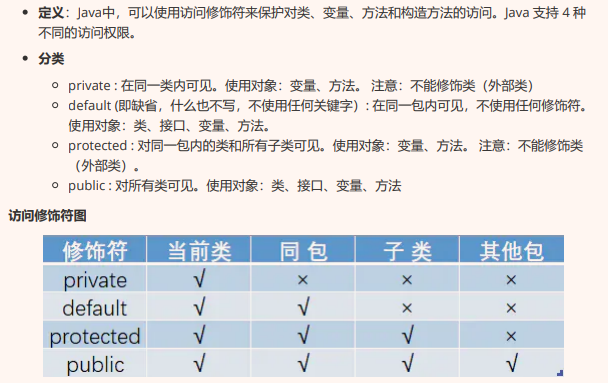 定义：Java中，可以使用访问修饰符来保护对类、变量、方法和构造方法的访问。Java 支持 4 种
不同的访问权限。
分类
private : 在同一类内可见。使用对象：变量、方法。 注意：不能修饰类（外部类）
default (即缺省，什么也不写，不使用任何关键字）: 在同一包内可见，不使用任何修饰符。
使用对象：类、接口、变量、方法。
protected : 对同一包内的类和所有子类可见。使用对象：变量、方法。 注意：不能修饰类
（外部类）。
public : 对所有类可见。使用对象：类、接口、变量、方法
访问修饰符图
修饰符 当前类 同 包 子 类 其他包
private √ × × ×
default √ √ × ×
protected √ √ √ ×
public √ √ √ √